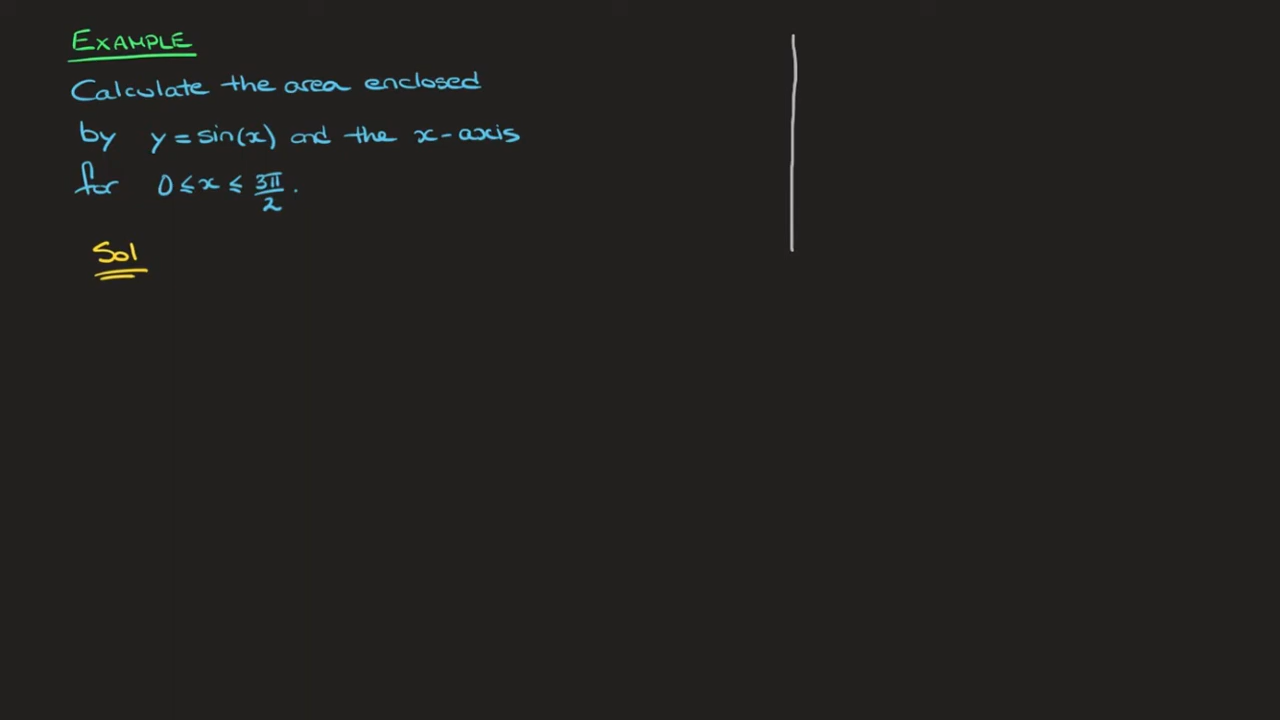 EXAMPLE
Calculate the area enclosed
by y = sin(x) and the x-axis
for 0 ≤ x ≤ 3π/2.
Sol